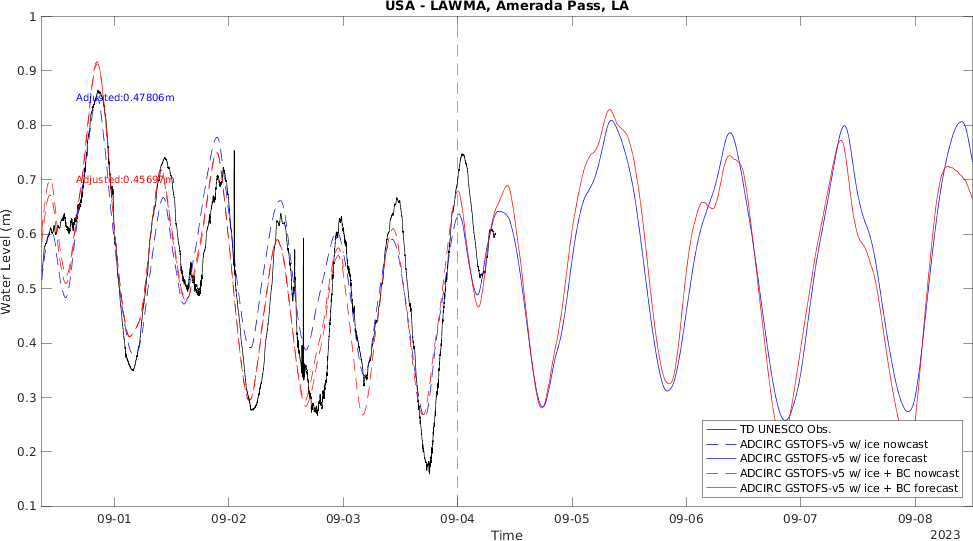 USA - LAWMA, Amerada Pass, LA
1
0.9
0.8
0.7
0.6
0.5
0.4
0.3
0.2
0.1
Water Level (m)
Adjusted:0.47806m
Adjusted:0.45697m
TD UNESCO Obs.
ADCIRC GSTOFS-v5 w/ ice nowcast
ADCIRC GSTOFS-v5 w/ ice forecast
ADCIRC GSTOFS-v5 w/ ice + BC nowcast
ADCIRC GSTOFS-v5 w/ ice + BC forecast
09-01 09-02 09-03 09-04 09-05 09-06 09-07 09-08
Time
2023